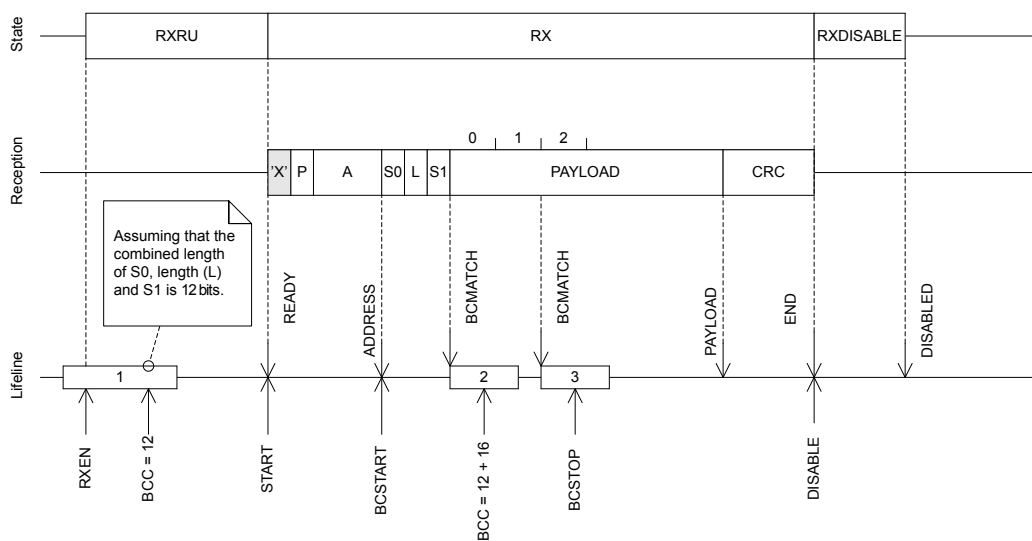 State
RXRU
RX
RXDISABLE
Reception
0 1 2
'X' P A S0 L S1 PAYLOAD CRC
Assuming that the
combined length
of S0, length (L)
and S1 is 12 bits.
READY
ADDRESS
BCMATCH
BCMATCH
PAYLOAD
END
DISABLED
Lifeline
1
2
3
RXEN
BCC = 12
START
BCSTART
BCC = 12 + 16
BCSTOP
DISABLE